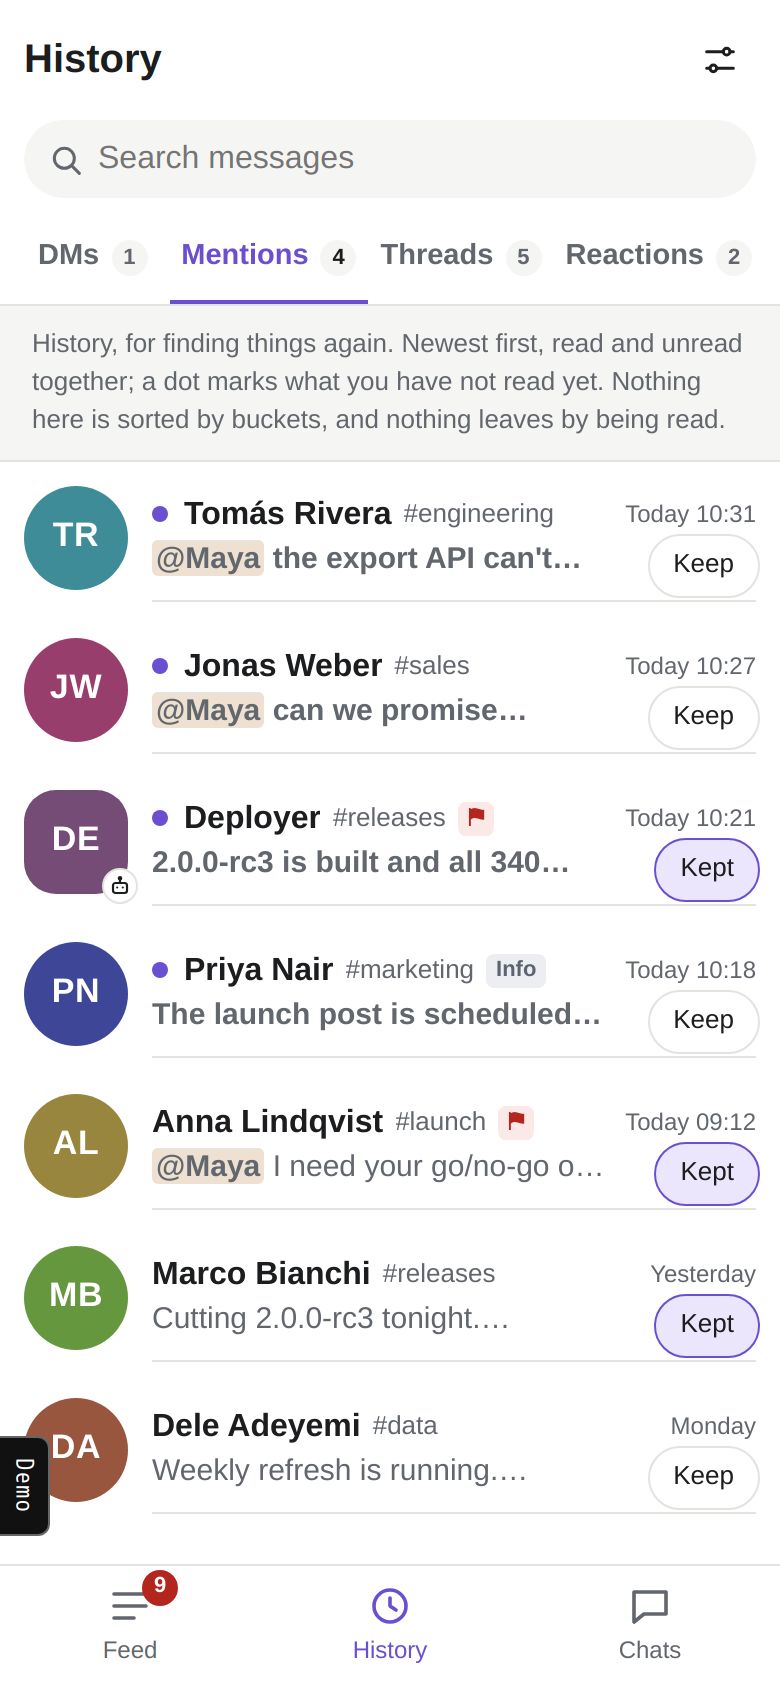 History
Search messages
DMs 1 Mentions 4 Threads 5 Reactions 2
History, for finding things again. Newest first, read and unread
together; a dot marks what you have not read yet. Nothing
here is sorted by buckets, and nothing leaves by being read.
TR Tomás Rivera #engineering Today 10:31
@Maya the export API can't… Keep
JW Jonas Weber #sales Today 10:27
@Maya can we promise… Keep
DE Deployer #releases Today 10:21
2.0.0-rc3 is built and all 340… Kept
PN Priya Nair #marketing Info Today 10:18
The launch post is scheduled… Keep
AL Anna Lindqvist #launch Today 09:12
@Maya I need your go/no-go o… Kept
MB Marco Bianchi #releases Yesterday
Cutting 2.0.0-rc3 tonight.… Kept
DA Dele Adeyemi #data Monday
Weekly refresh is running.… Keep
Demo
9
Feed History Chats